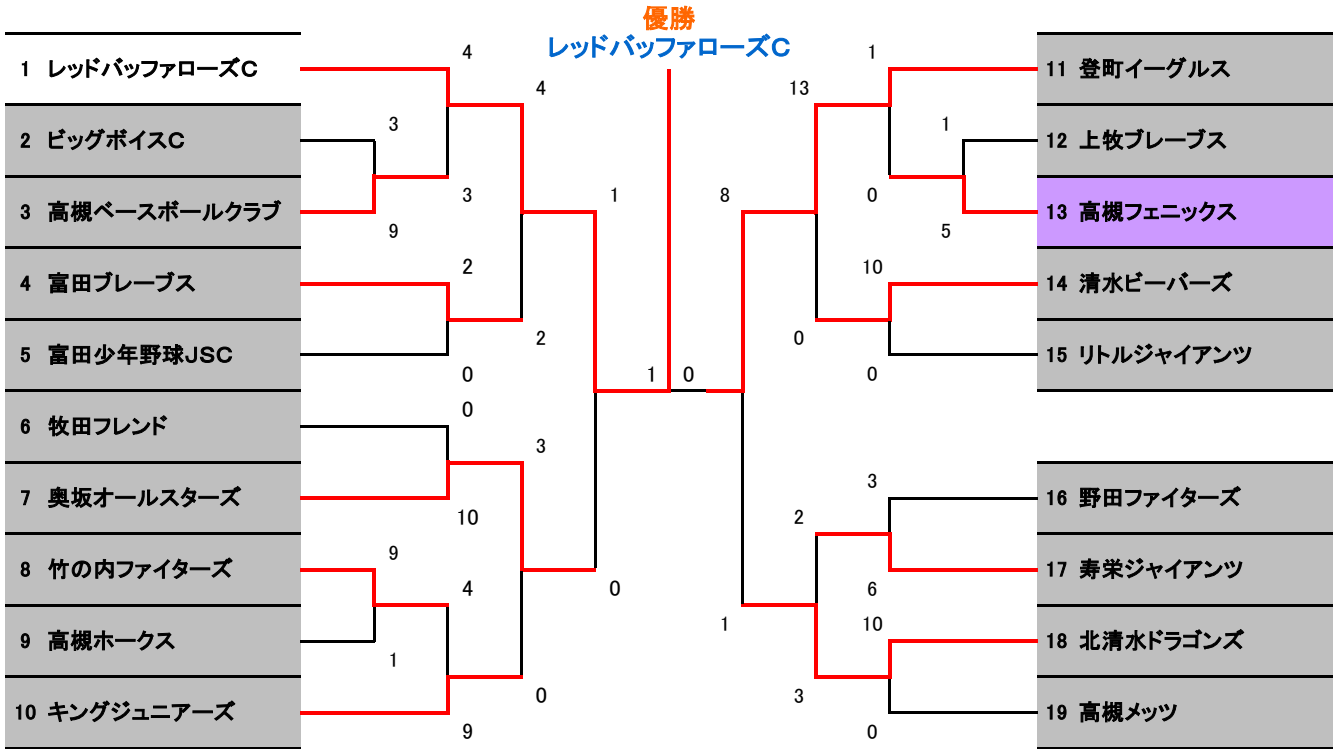 優勝
レッドバッファローズC
1 レッドバッファローズC
2 ビッグボイスC
3 高槻ベースボールクラブ
4 富田ブレーブス
5 富田少年野球JSC
6 牧田フレンド
7 奥坂オールスターズ
8 竹の内ファイターズ
9 高槻ホークス
10 キングジュニアーズ
4
4
3
3
1
9
2
2
0
0
3
10
9
4
0
1
0
9
1 0
1
13
1
8
0
5
10
0
0
3
2
6
1
10
3
0
11 登町イーグルス
12 上牧ブレーブス
13 高槻フェニックス
14 清水ビーバーズ
15 リトルジャイアンツ
16 野田ファイターズ
17 寿栄ジャイアンツ
18 北清水ドラゴンズ
19 高槻メッツ